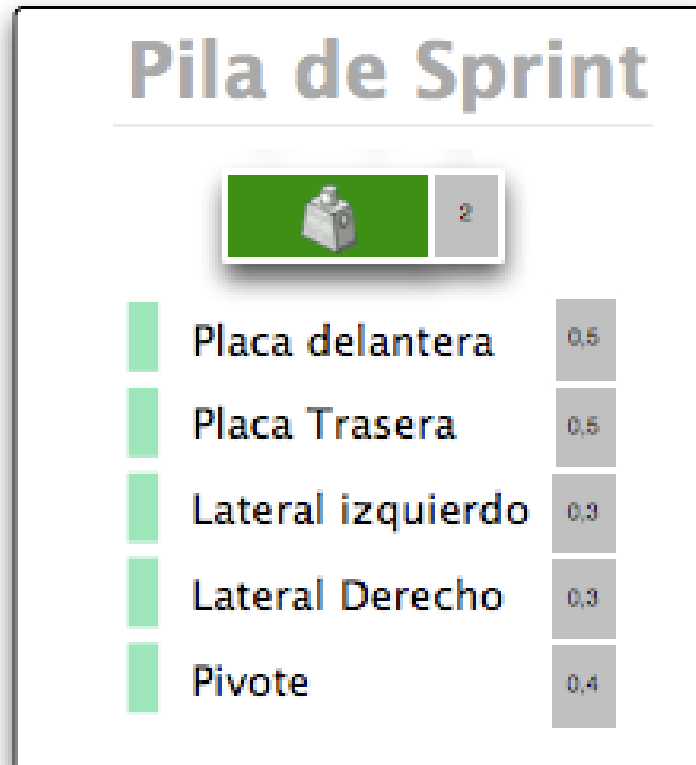 Pila de Sprint
2
Placa delantera 0,5
Placa Trasera 0,5
Lateral izquierdo 0,3
Lateral Derecho 0,3
Pivote 0,4